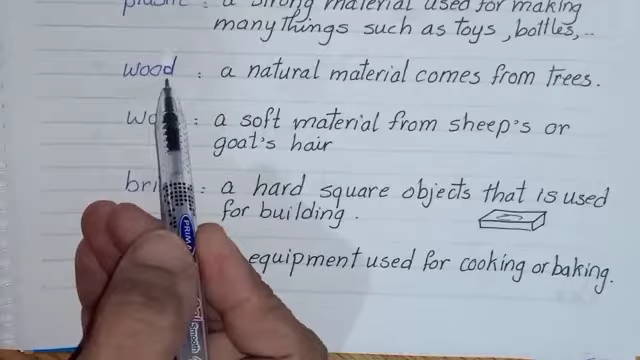 : a strong material used for making
many things such as toys, bottles,..
wood : a natural material comes from trees.
: a soft material from sheep's or
goat's hair
: a hard square objects that is used
for building.
equipment used for cooking or baking.
PRIMA
Smooth